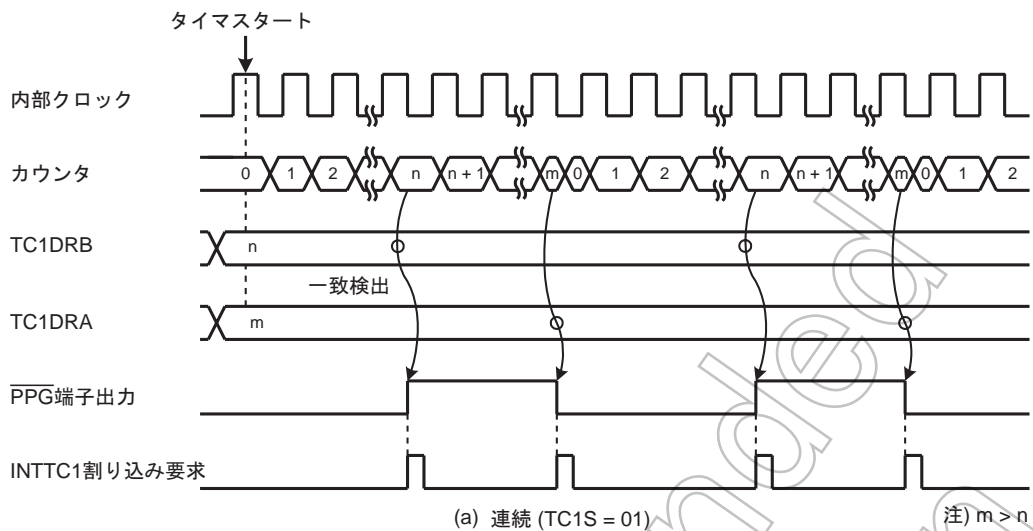 タイマスタート
内部クロック
カウンタ 0 1 2 n n + 1 m 0 1 2 n n + 1 m 0 1 2
TC1DRB n
一致検出
TC1DRA m
PPG端子出力
INTTC1割り込み要求
(a) 連続 (TC1S = 01) 注) m > n